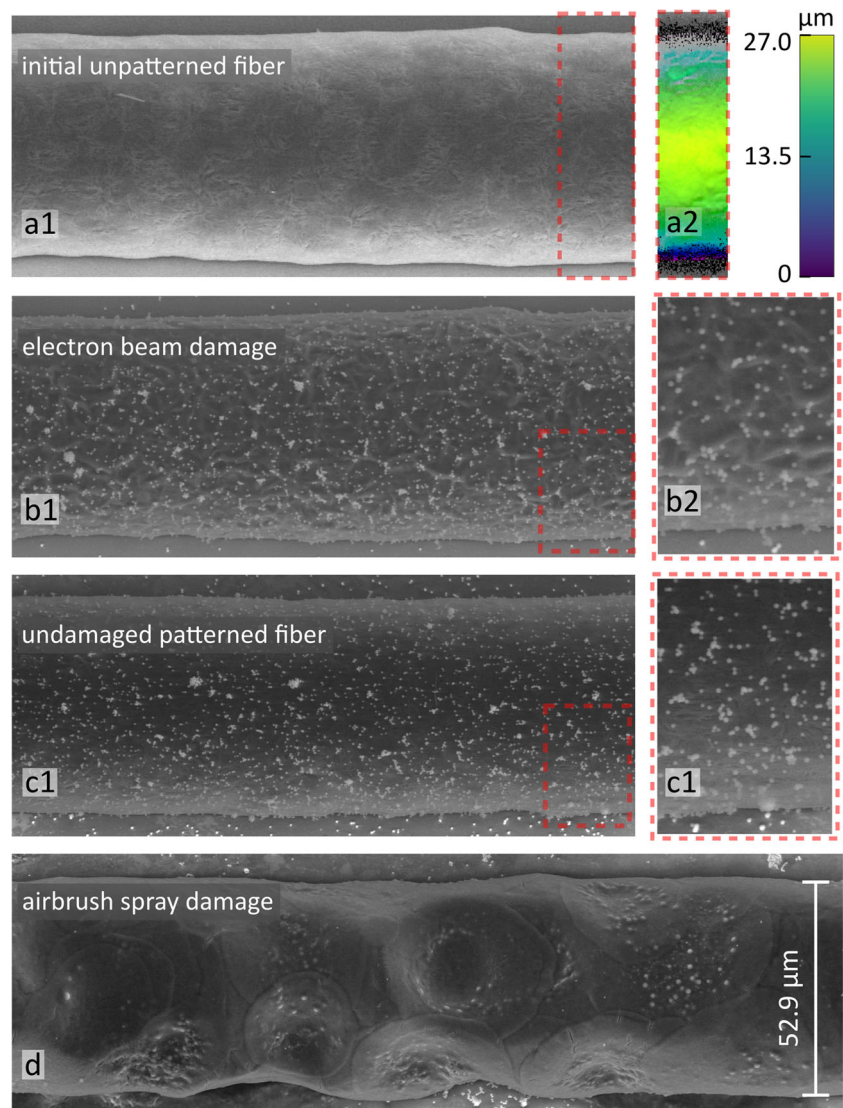 µm
initial unpatterned fiber
27.0
13.5
a1
a2
0
electron beam damage
b1
b2
undamaged patterned fiber
c1
c1
airbrush spray damage
52.9 µm
d